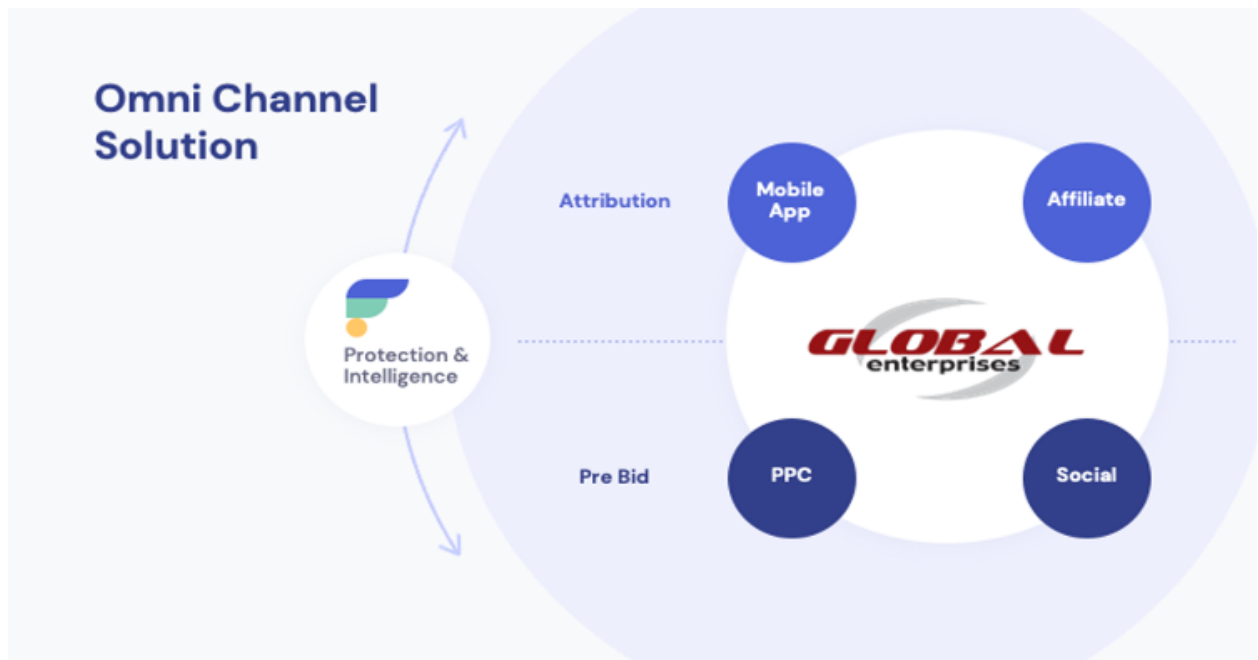 Omni Channel
Solution
Attribution
Mobile
App
Affiliate
Protection &
Intelligence
GLOBAL
enterprises
Pre Bid
PPC
Social